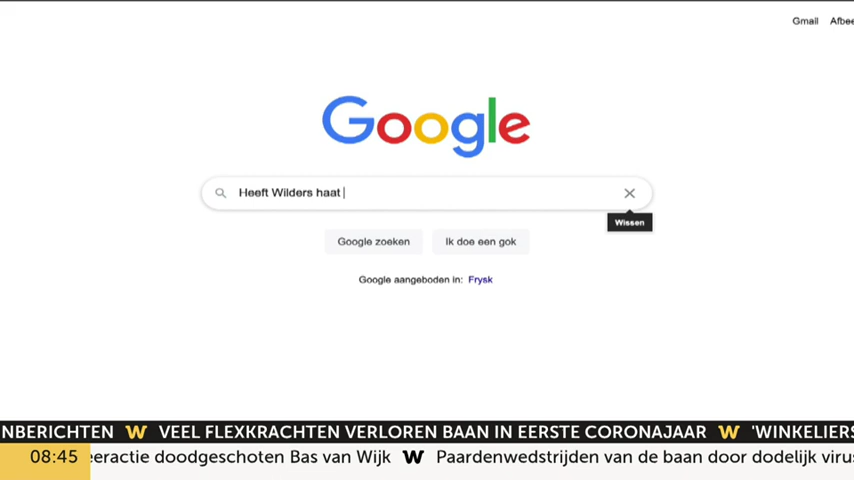 Gmail Afbee
Google
Heeft Wilders haat
Wissen
Google zoeken Ik doe een gok
Google aangeboden in: Frysk
NBERICHTEN W VEEL FLEXKRACHTEN VERLOREN BAAN IN EERSTE CORONAJAAR W 'WINKELIERS
08:45 eeractie doodgeschoten Bas van Wijk W Paardenwedstrijden van de baan door dodelijk virus